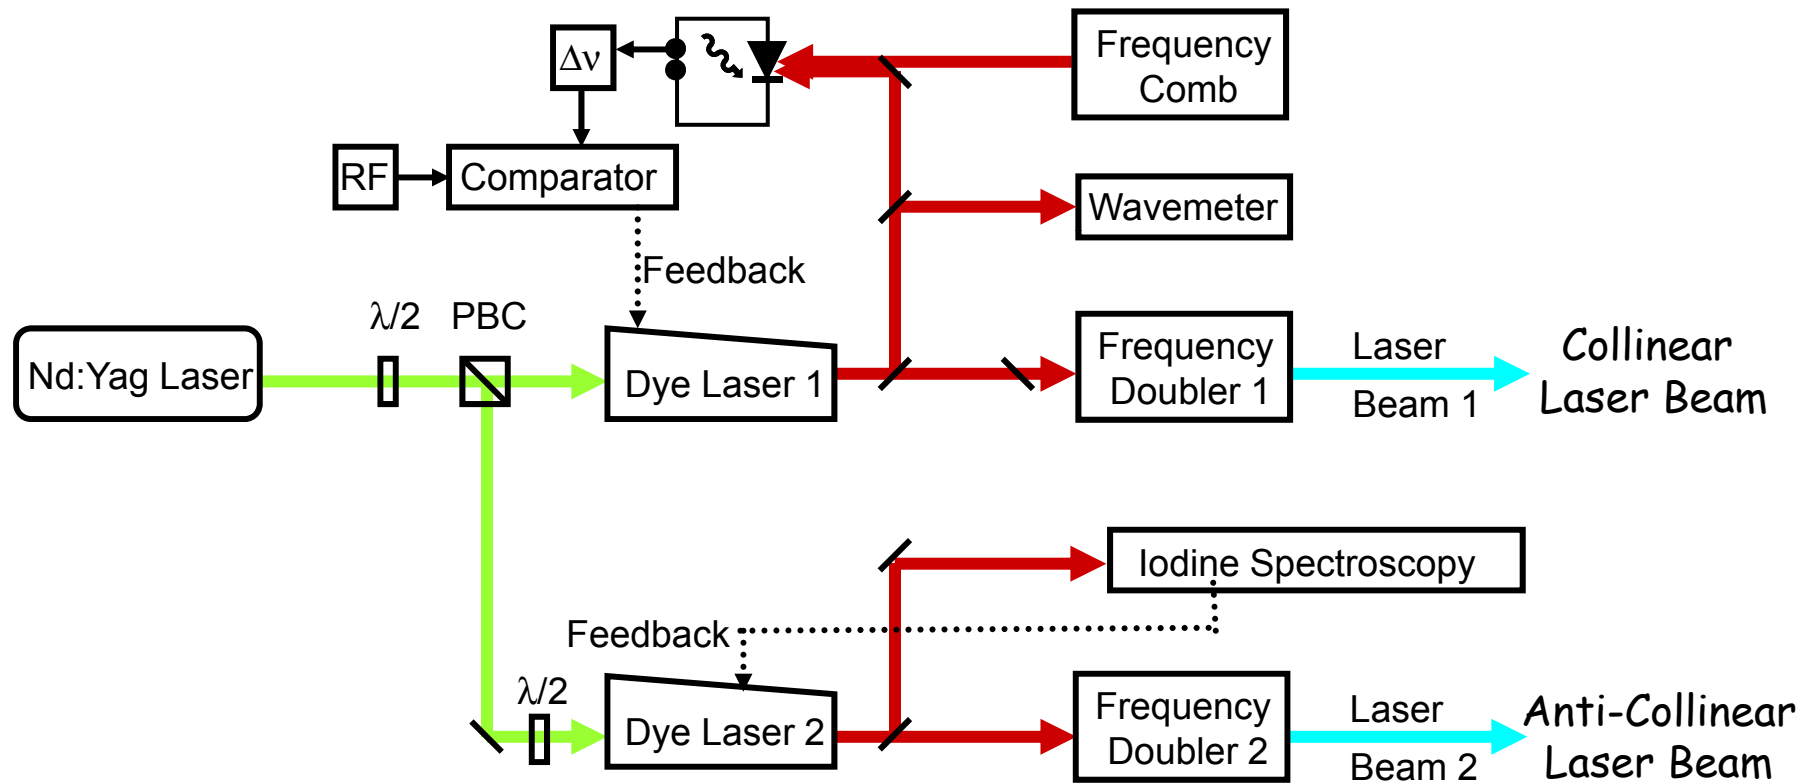 Δν
Frequency
Comb
RF
Comparator
Wavemeter
Feedback
λ/2
PBC
Nd:Yag Laser
Dye Laser 1
Frequency
Doubler 1
Laser
Beam 1
Collinear
Laser Beam
Iodine Spectroscopy
Feedback
λ/2
Dye Laser 2
Frequency
Doubler 2
Laser
Beam 2
Anti-Collinear
Laser Beam